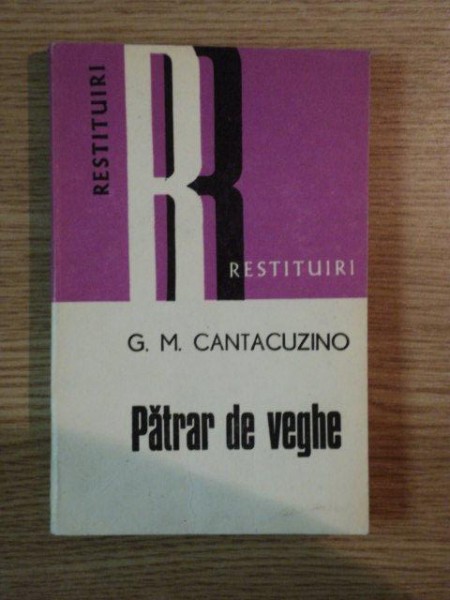 RESTITUIRI
R
RESTITUIRI
G. M. CANTACUZINO
Pătrar de veghe